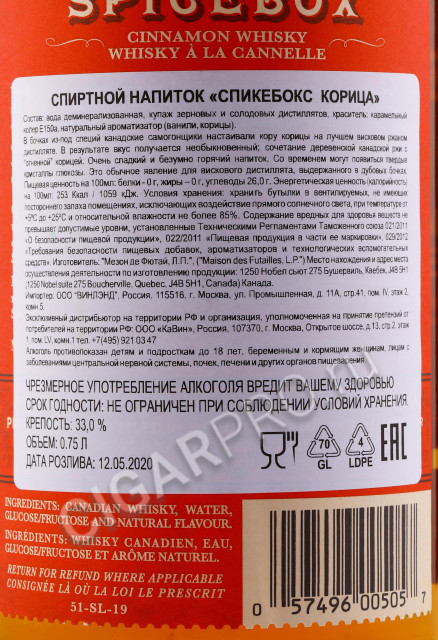 SPICEBOX
CINNAMON WHISKY
WHISKY À LA CANNELLE
СПИРТНОЙ НАПИТОК «СПИКЕБОКС КОРИЦА»
Состав: вода деминерализованная, купаж зерновых и солодовых дистиллятов, краситель: карамельный
колер Е150а, натуральный ароматизатор (ванили, корицы).
В бочках из-под специй канадские самогонщики настаивали кору корицы на лучшем висковом ржаном
дистилляте. В результате вкус получается необыкновенный; сочетание деревенской канадской ржи с
"огненной" корицей. Очень сладкий и безумно горячий напиток. Со временем могут появиться твердые
кристаллы глюкозы. Это обычное явление для вискового дистиллята, выдержанного в дубовых бочках.
Пищевая ценность на 100мл: белки - 0 г, жиры – 0 г, углеводы 26,0 г. Энергетическая ценность (калорийность)
на 100мл: 253 Ккал / 1059 кДж. Условия хранения: хранить бутылки в вентилируемых, не имеющих
постороннего запаха помещениях, исключающих воздействие прямого солнечного света, при температуре от
+5ºС до +25ºС и относительной влажности не более 85%. Содержание вредных для здоровья веществ не
превышает допустимые уровни, установленные Техническими Регламентами Таможенного союза 021/2011
«О безопасности пищевой продукции», 022/2011 «Пищевая продукция в части ее маркировки», 029/2012
«Требования безопасности пищевых добавок, ароматизаторов и технологических вспомогательных
средств». Изготовитель: "Мезон де Фютай, Л.П.", ("Maison des Futailles, L.P.") Место нахождения и адрес места
осуществления деятельности по изготовлению продукции: 1250 Нобел сьют 275 Бушервиль, Квебек, J4B 5H1
(1250 Nobel suite 275 Boucherville, Quebec. J4B 5H1, Canada) Канада.
Импортер: ООО "ВИНЛЭНД", Россия, 115516, г. Москва, ул. Промышленная, д. 11А, стр.41, пом. IV, этаж 2,
комн 5.
Эксклюзивный дистрибьютор на территории РФ и организация, уполномоченная на принятие претензий от
потребителей на территории РФ: ООО «КаВин», Россия, 107370, г. Москва, Открытое шоссе, д.13, стр.2, этаж
1, пом. LV, комн.1 тел. +7(495) 921 03 47
Алкоголь противопоказан детям и подросткам до 18 лет, беременным и кормящим женщинам, лицам с
заболеваниями центральной нервной системы, почек, печени и других органов пищеварения.
ЧРЕЗМЕРНОЕ УПОТРЕБЛЕНИЕ АЛКОГОЛЯ ВРЕДИТ ВАШЕМУ ЗДОРОВЬЮ
СРОК ГОДНОСТИ: НЕ ОГРАНИЧЕН ПРИ СОБЛЮДЕНИИ УСЛОВИЙ ХРАНЕНИЯ.
КРЕПОСТЬ: 33,0 %
ОБЪЕМ: 0.75 Л
ДАТА РОЗЛИВА: 12.05.2020
70
GL
4
LDPE
EAC
CIGARPRO.RU
INGREDIENTS: CANADIAN WHISKY, WATER,
GLUCOSE/FRUCTOSE AND NATURAL FLAVOUR.
INGRÉDIENTS: WHISKY CANADIEN, EAU,
GLUCOSE/FRUCTOSE ET ARÔME NATUREL.
RETURN FOR REFUND WHERE APPLICABLE
CONSIGNÉE LÀ OÙ LA LOI LE PRESCRIT
51-SL-19
0 57496 00505 7